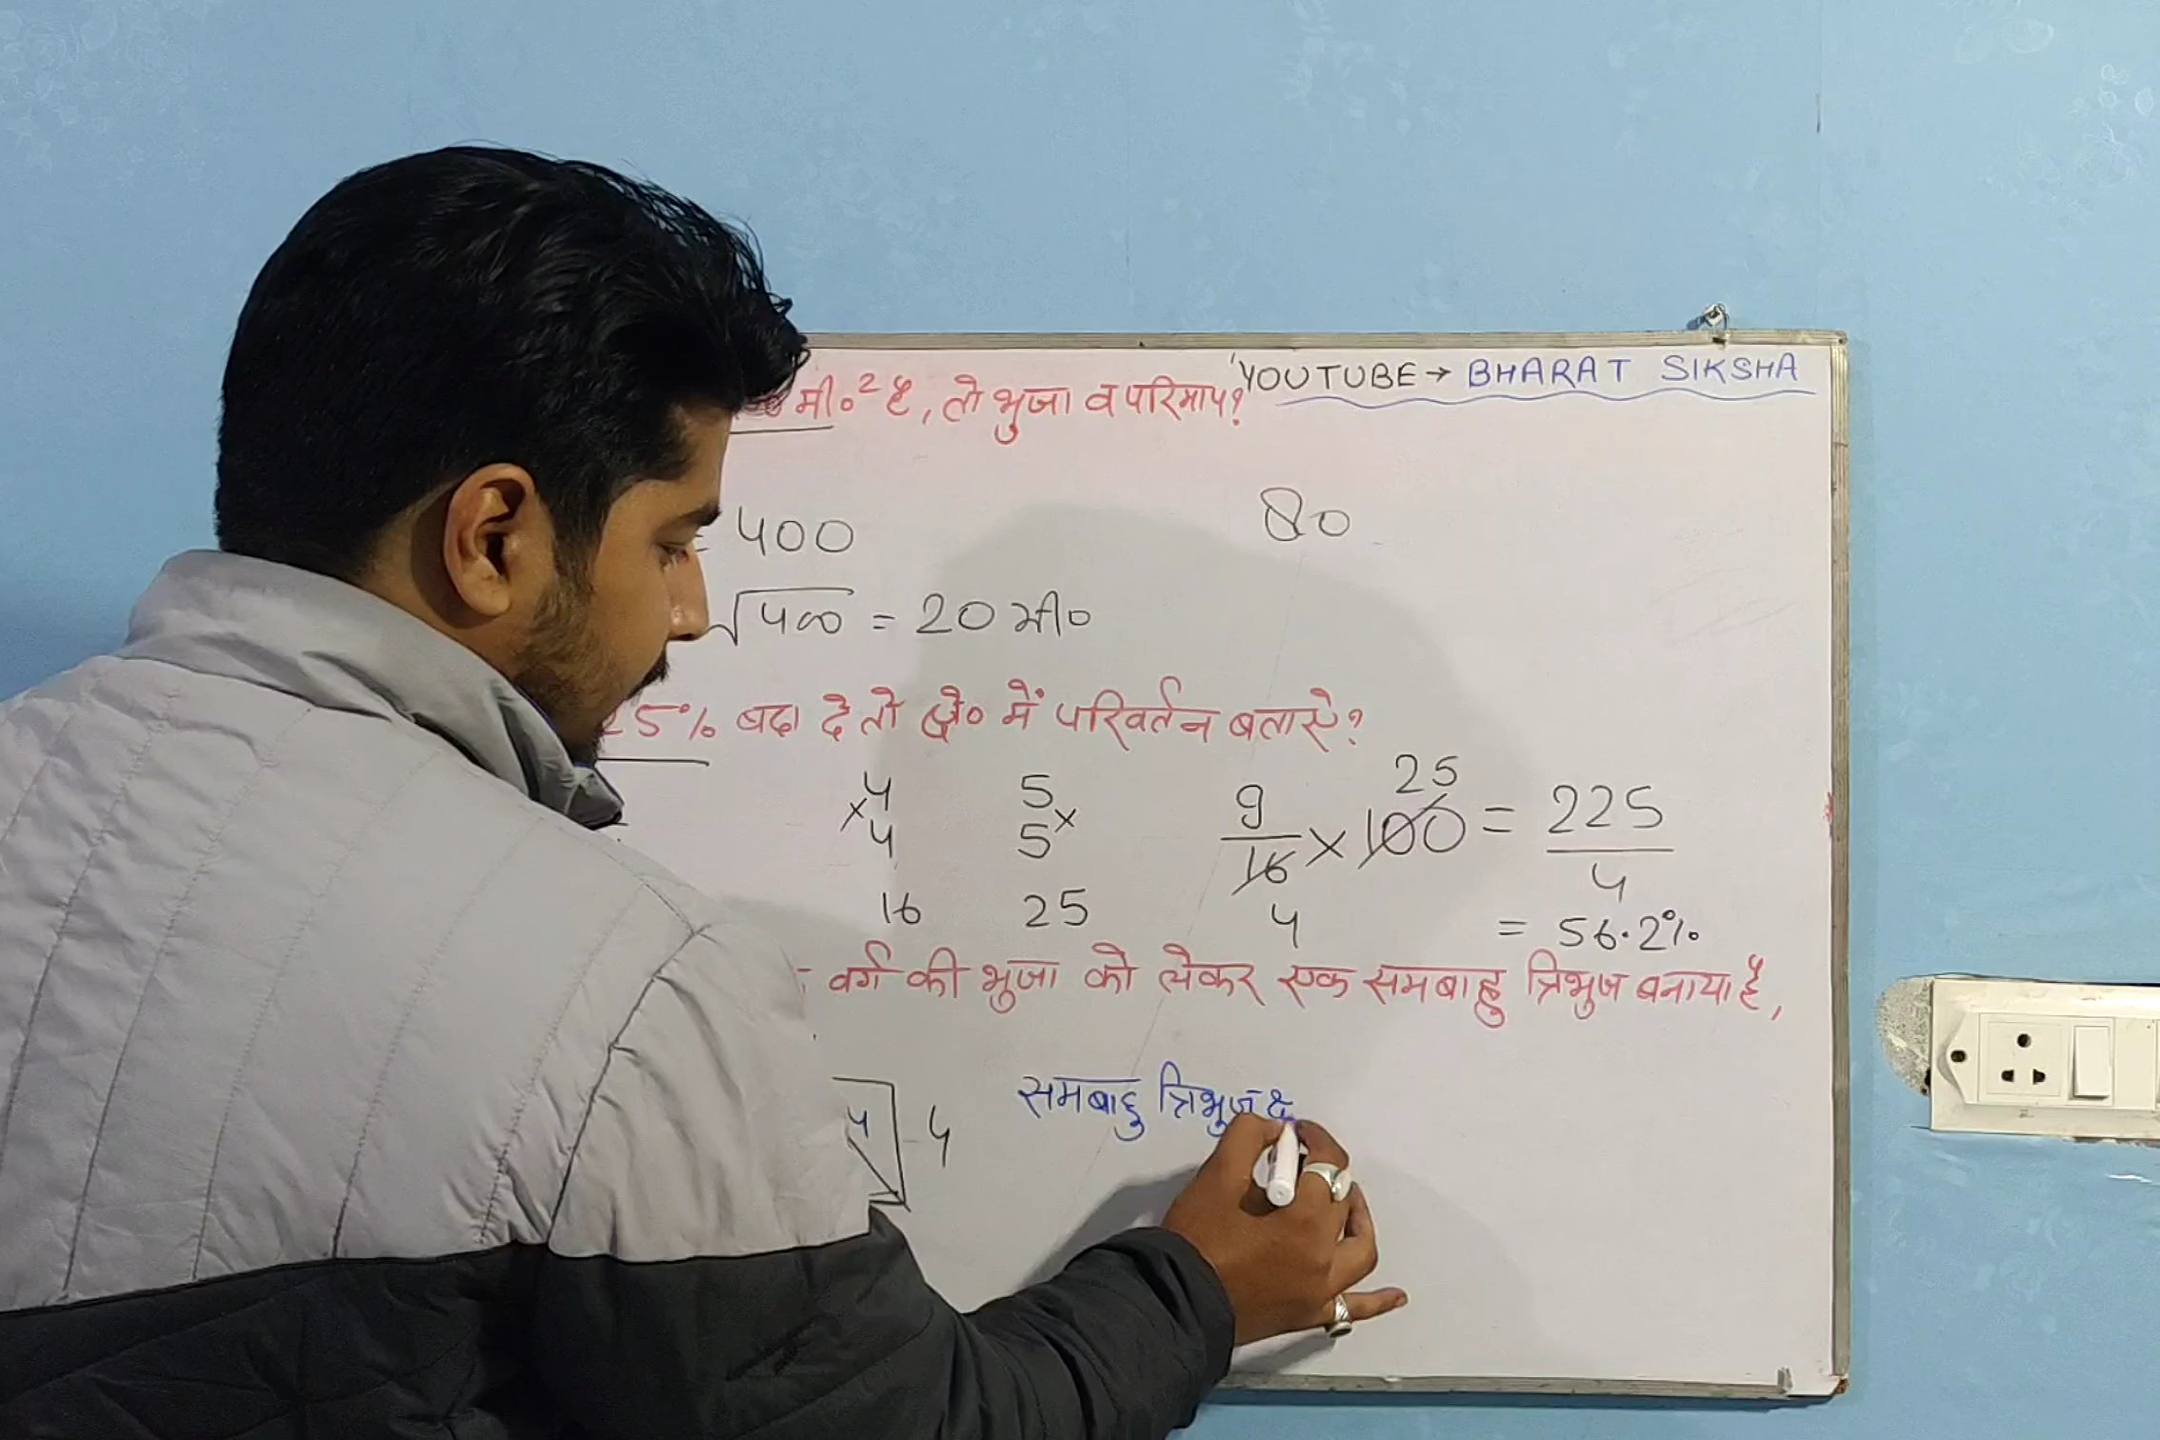 मी०² है, तो भुजा व परिमाप?
YOUTUBE → BHARAT SIKSHA
= 400
80
√400 = 20 मी०
25% बढा दे तो क्षे० में परिवर्तन बताऐ?
×4 5×
4 5
16 25
9/16 × 100 = 225/4
25
4
= 56.2%
वर्ग की भुजा को लेकर एक समबाहु त्रिभुज बनाया है,
4 4
समबाहु त्रिभुज क्ष